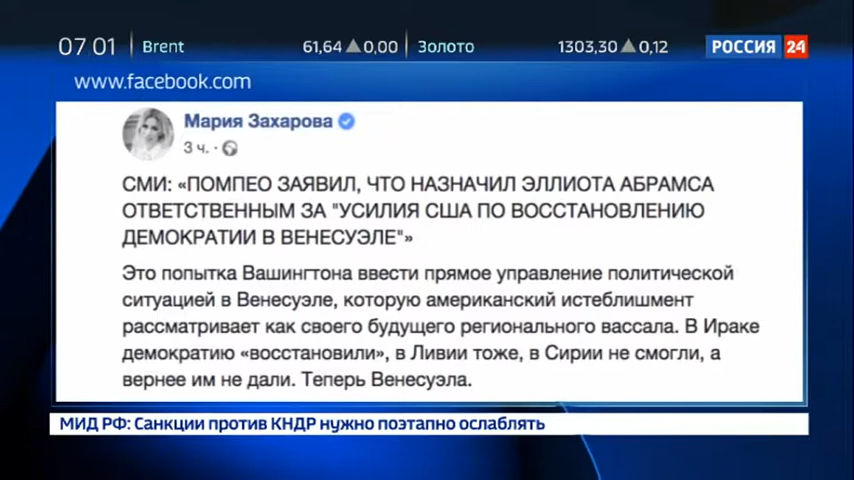 07.01 Brent 61,64▲0,00 Золото 1303,30▲0,12 РОССИЯ 24
www.facebook.com
Мария Захарова
3 ч. ·
СМИ: «ПОМПЕО ЗАЯВИЛ, ЧТО НАЗНАЧИЛ ЭЛЛИОТА АБРАМСА
ОТВЕТСТВЕННЫМ ЗА "УСИЛИЯ США ПО ВОССТАНОВЛЕНИЮ
ДЕМОКРАТИИ В ВЕНЕСУЭЛЕ"»
Это попытка Вашингтона ввести прямое управление политической
ситуацией в Венесуэле, которую американский истеблишмент
рассматривает как своего будущего регионального вассала. В Ираке
демократию «восстановили», в Ливии тоже, в Сирии не смогли, а
вернее им не дали. Теперь Венесуэла.
МИД РФ: Санкции против КНДР нужно поэтапно ослаблять